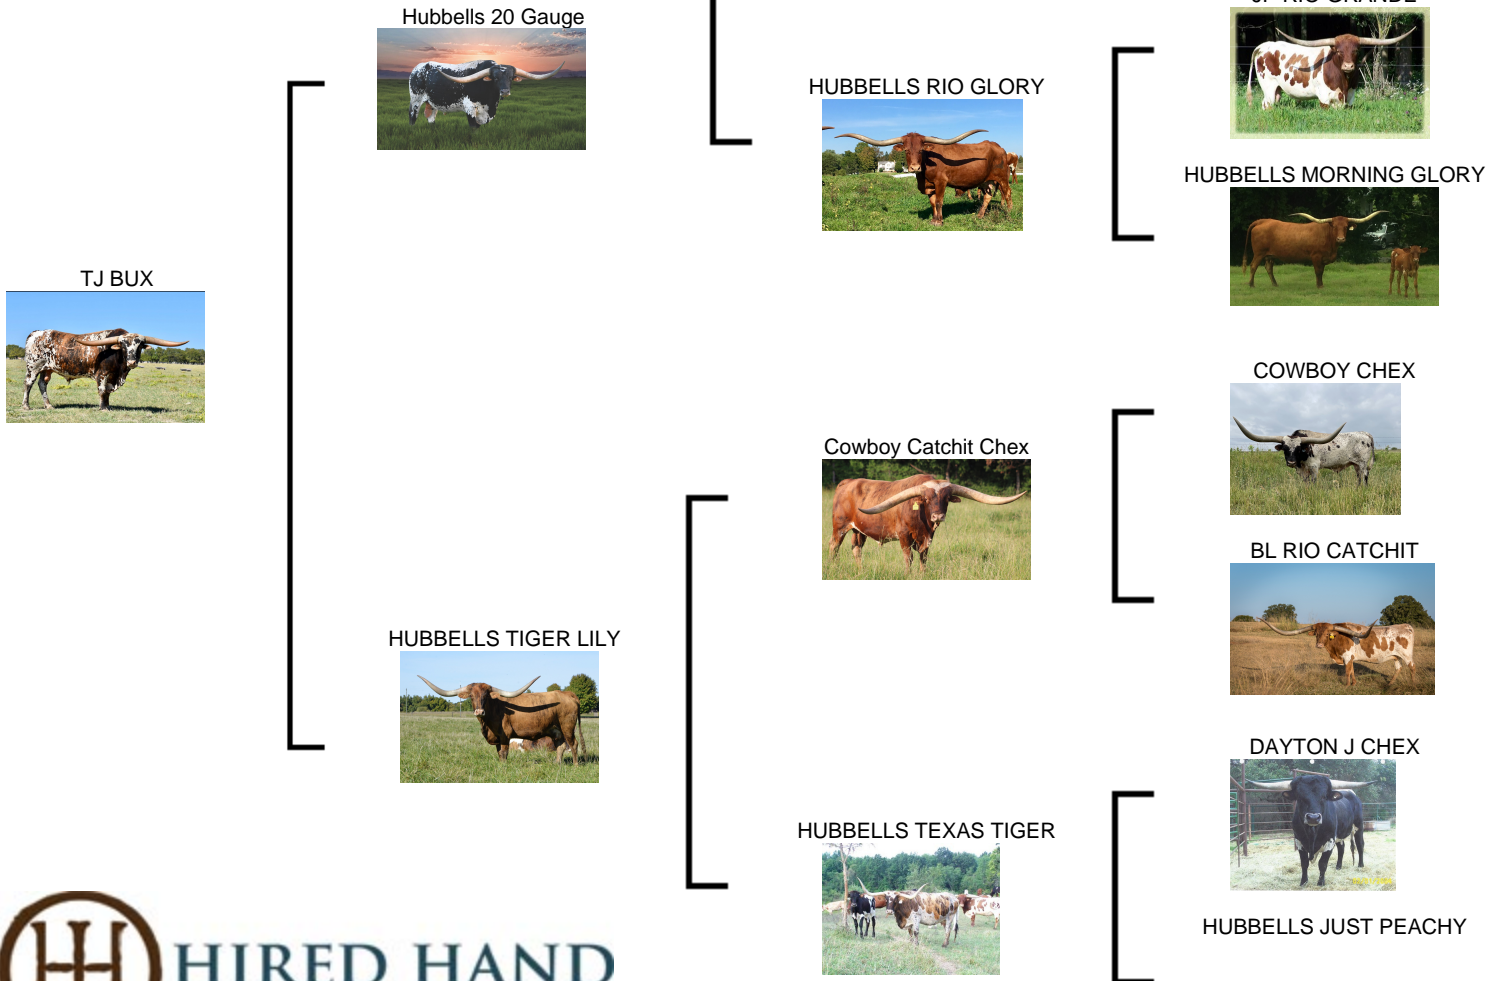 Hubbells 20 Gauge
HUBBELLS RIO GLORY
HUBBELLS MORNING GLORY
TJ BUX
COWBOY CHEX
Cowboy Catchit Chex
BL RIO CATCHIT
HUBBELLS TIGER LILY
DAYTON J CHEX
HUBBELLS TEXAS TIGER
HUBBELLS JUST PEACHY
HIRED HAND